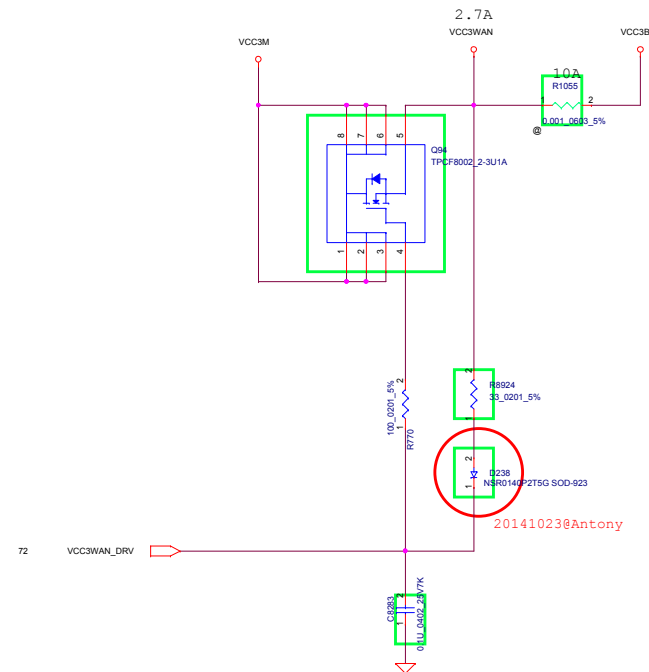 2.7A
VCC3M
VCC3WAN
VCC3B
10A
R1055
1
2
0.001_0603_5%
@
8
7
6
5
Q94
TPCF8002_2-3U1A
1
2
3
4
2
100_0201_5%
1
R770
2
R8924
33_0201_5%
1
2
D238
NSR0140P2T5G SOD-923
1
20141023@Antony
72
VCC3WAN_DRV
2
C8283
1
0.1U_0402_25V7K